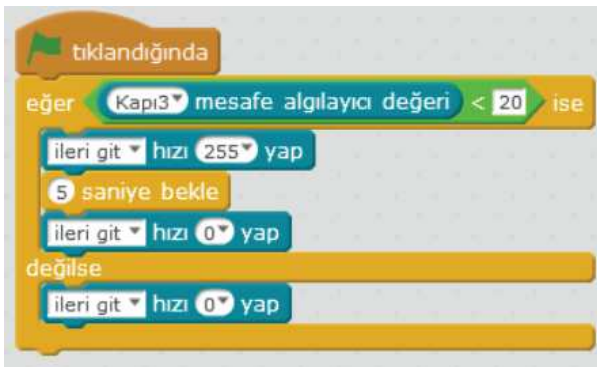 tıklandığında
eğer Kapı3 mesafe algılayıcı değeri < 20 ise
ileri git hızı 255 yap
5 saniye bekle
ileri git hızı 0 yap
değilse
ileri git hızı 0 yap